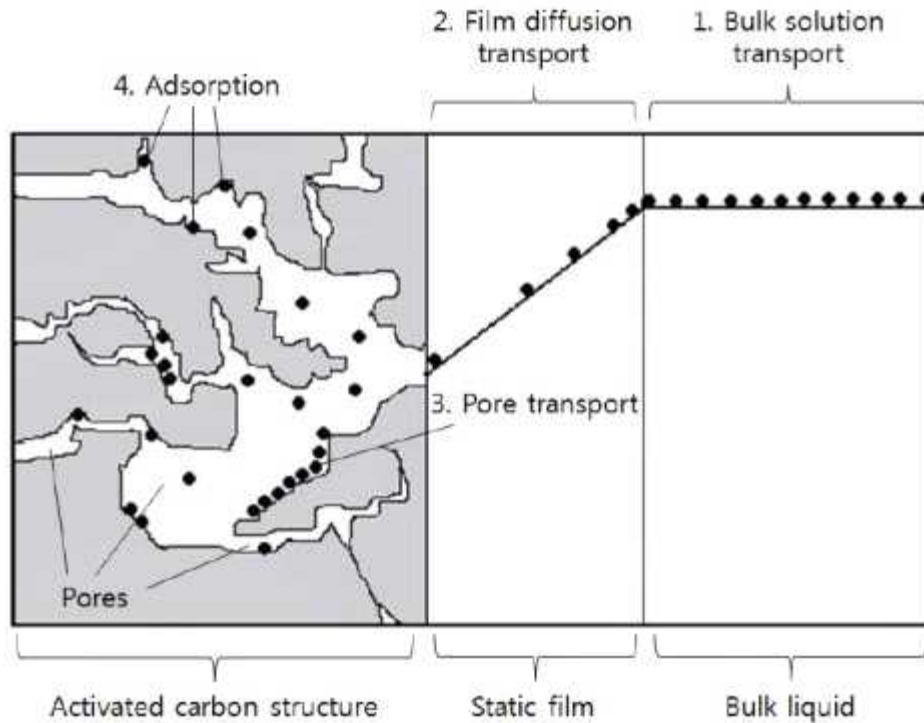 2. Film diffusion
transport
1. Bulk solution
transport
4. Adsorption
3. Pore transport
Pores
Activated carbon structure
Static film
Bulk liquid